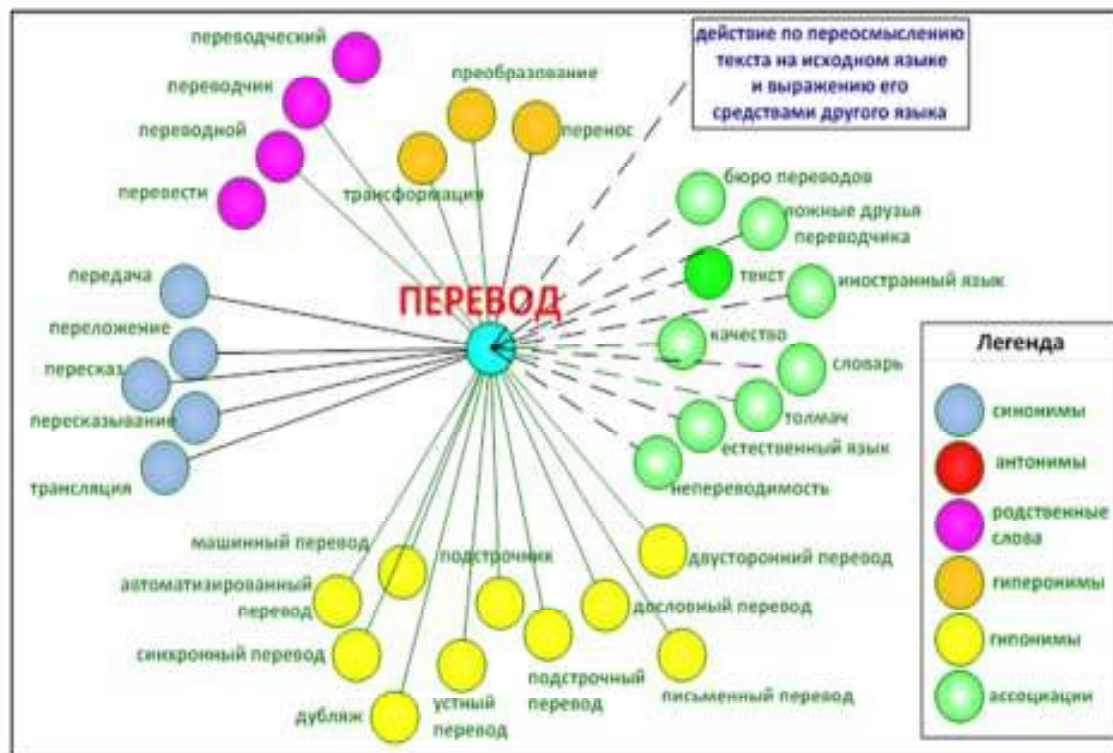 переводческий
переводчик
переводной
перевести
преобразование
перенос
трансформация
действие по переосмыслению
текста на исходном языке
и выражению его
средствами другого языка
бюро переводов
ложные друзья
переводчика
текст
иностранный язык
качество
словарь
толмач
естественный язык
непереводимость
передача
переложение
пересказ
пересказывание
трансляция
ПЕРЕВОД
машинный перевод
автоматизированный
перевод
синхронный перевод
дубляж
устный
перевод
подстрочник
подстрочный
перевод
дословный перевод
двусторонний перевод
письменный перевод
Легенда
синонимы
антонимы
родственные
слова
гиперонимы
гипонимы
ассоциации